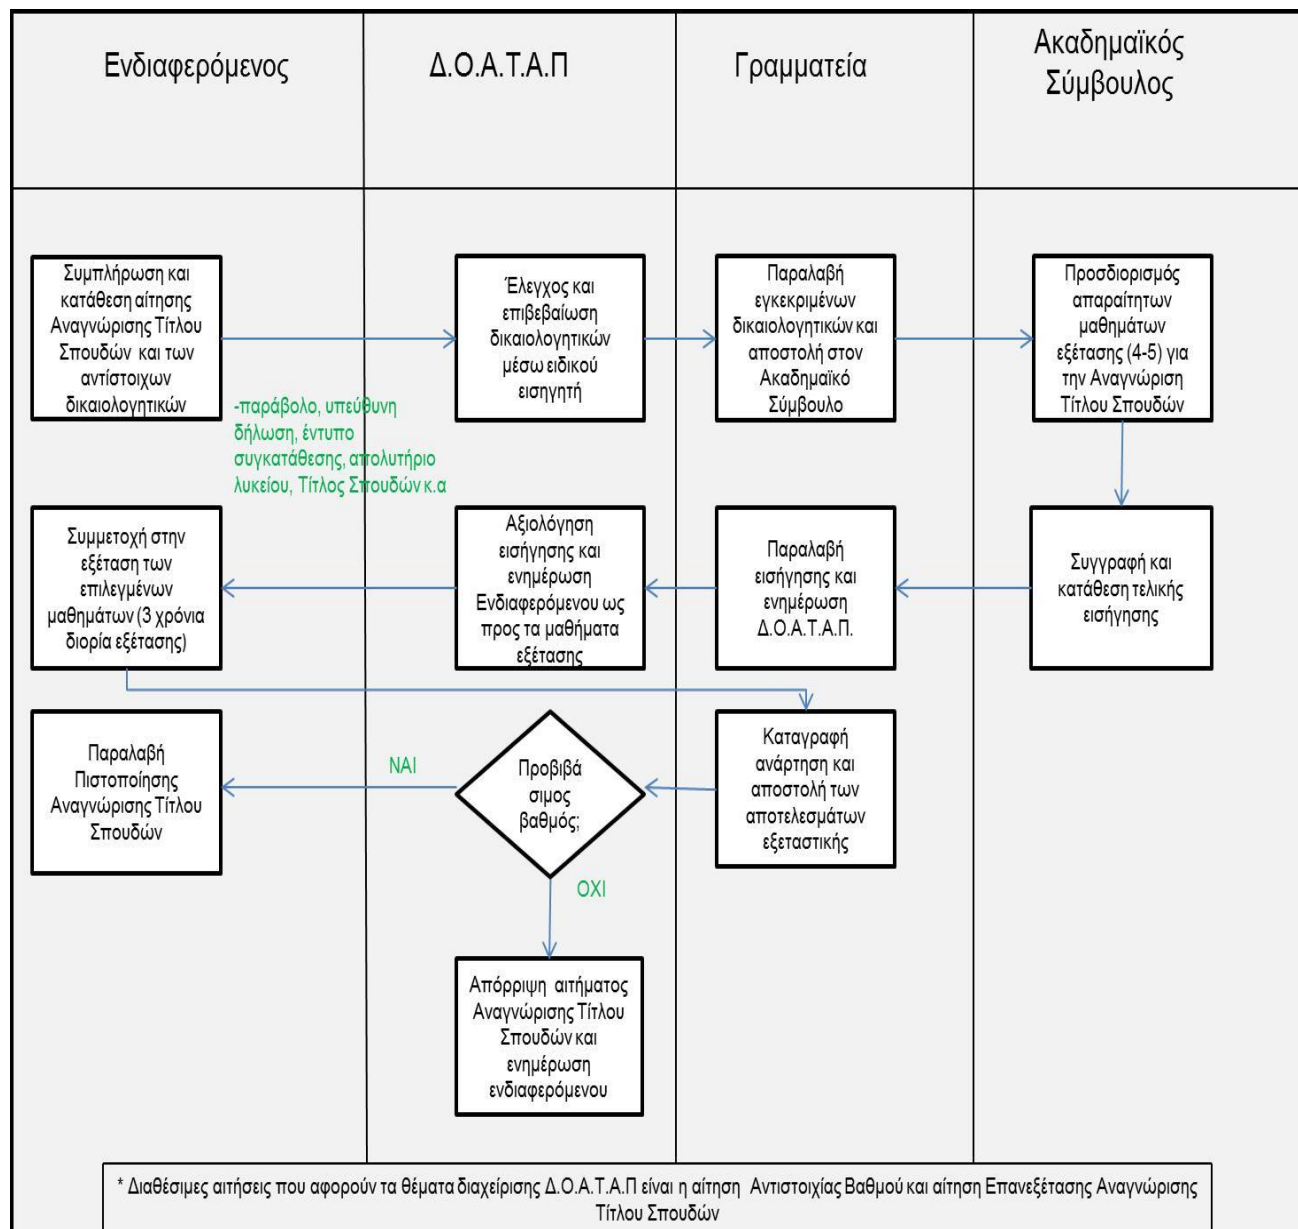 Ενδιαφερόμενος
Δ.Ο.Α.Τ.Α.Π
Γραμματεία
Ακαδημαϊκός
Σύμβουλος
Συμπλήρωση και
κατάθεση αίτησης
Αναγνώρισης Τίτλου
Σπουδών και των
αντίστοιχων
δικαιολογητικών
Έλεγχος και
επιβεβαίωση
δικαιολογητικών
μέσω ειδικού
εισηγητή
Παραλαβή
εγκεκριμένων
δικαιολογητικών και
αποστολή στον
Ακαδημαϊκό
Σύμβουλο
Προσδιορισμός
απαραίτητων
μαθημάτων
εξέτασης (4-5) για
την Αναγνώριση
Τίτλου Σπουδών
-παράβολο, υπεύθυνη
δήλωση, έντυπο
συγκατάθεσης, απολυτήριο
λυκείου, Τίτλος Σπουδών κ.α
Συμμετοχή στην
εξέταση των
επιλεγμένων
μαθημάτων (3 χρόνια
διορία εξέτασης)
Αξιολόγηση
εισήγησης και
ενημέρωση
Ενδιαφερόμενου ως
προς τα μαθήματα
εξέτασης
Παραλαβή
εισήγησης και
ενημέρωση
Δ.Ο.Α.Τ.Α.Π.
Συγγραφή και
κατάθεση τελικής
εισήγησης
Παραλαβή
Πιστοποίησης
Αναγνώρισης Τίτλου
Σπουδών
ΝΑΙ
Προβιβά
σιμος
βαθμός;
Καταγραφή
ανάρτηση και
αποστολή των
αποτελεσμάτων
εξεταστικής
ΟΧΙ
Απόρριψη αιτήματος
Αναγνώρισης Τίτλου
Σπουδών και
ενημέρωση
ενδιαφερόμενου
* Διαθέσιμες αιτήσεις που αφορούν τα θέματα διαχείρισης Δ.Ο.Α.Τ.Α.Π είναι η αίτηση Αντιστοιχίας Βαθμού και αίτηση Επανεξέτασης Αναγνώρισης
Τίτλου Σπουδών